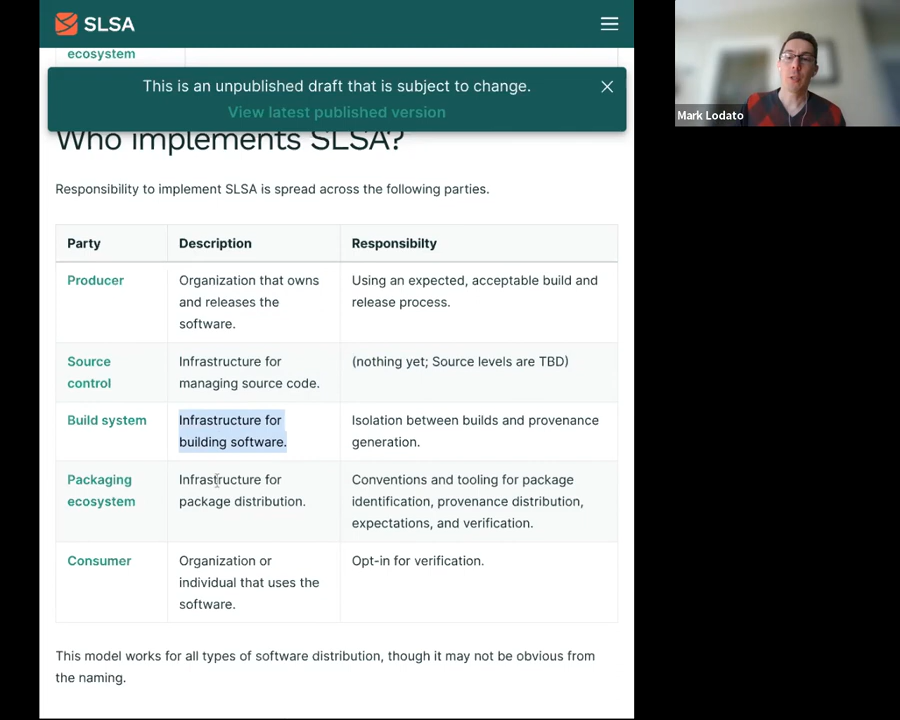 SLSA
ecosystem
This is an unpublished draft that is subject to change.
View latest published version
Who implements SLSA?
Responsibility to implement SLSA is spread across the following parties.
Party Description Responsibilty
Producer Organization that owns Using an expected, acceptable build and
and releases the release process.
software.
Source Infrastructure for (nothing yet; Source levels are TBD)
control managing source code.
Build system Infrastructure for Isolation between builds and provenance
building software. generation.
Packaging Infrastructure for Conventions and tooling for package
ecosystem package distribution. identification, provenance distribution,
expectations, and verification.
Consumer Organization or Opt-in for verification.
individual that uses the
software.
This model works for all types of software distribution, though it may not be obvious from
the naming.
Mark Lodato